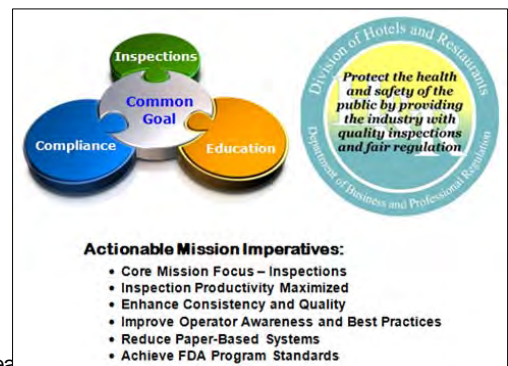 Inspections
Common
Goal
Compliance
Education
Division of Hotels and Restaurants
Protect the health
and safety of the
public by providing
the industry with
quality inspections
and fair regulation
Department of Business and Professional Regulation
Actionable Mission Imperatives:
• Core Mission Focus – Inspections
• Inspection Productivity Maximized
• Enhance Consistency and Quality
• Improve Operator Awareness and Best Practices
• Reduce Paper-Based Systems
• Achieve FDA Program Standards